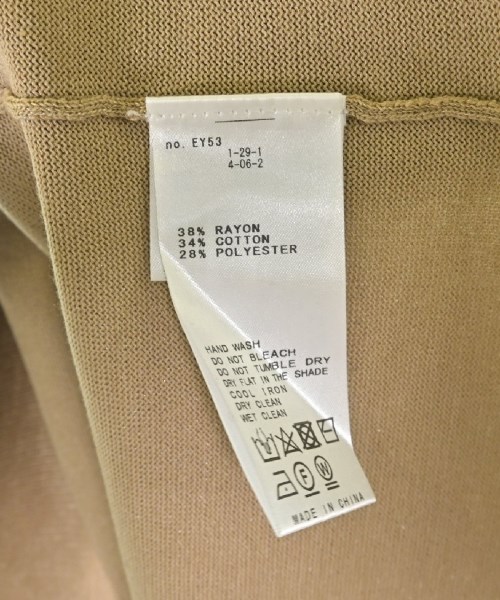 no. EY53
1-29-1
4-06-2
38% RAYON
34% COTTON
28% POLYESTER
HAND WASH
DO NOT BLEACH
DO NOT TUMBLE DRY
DRY FLAT IN THE SHADE
COOL IRON
DRY CLEAN
WET CLEAN
F W
MADE IN CHINA